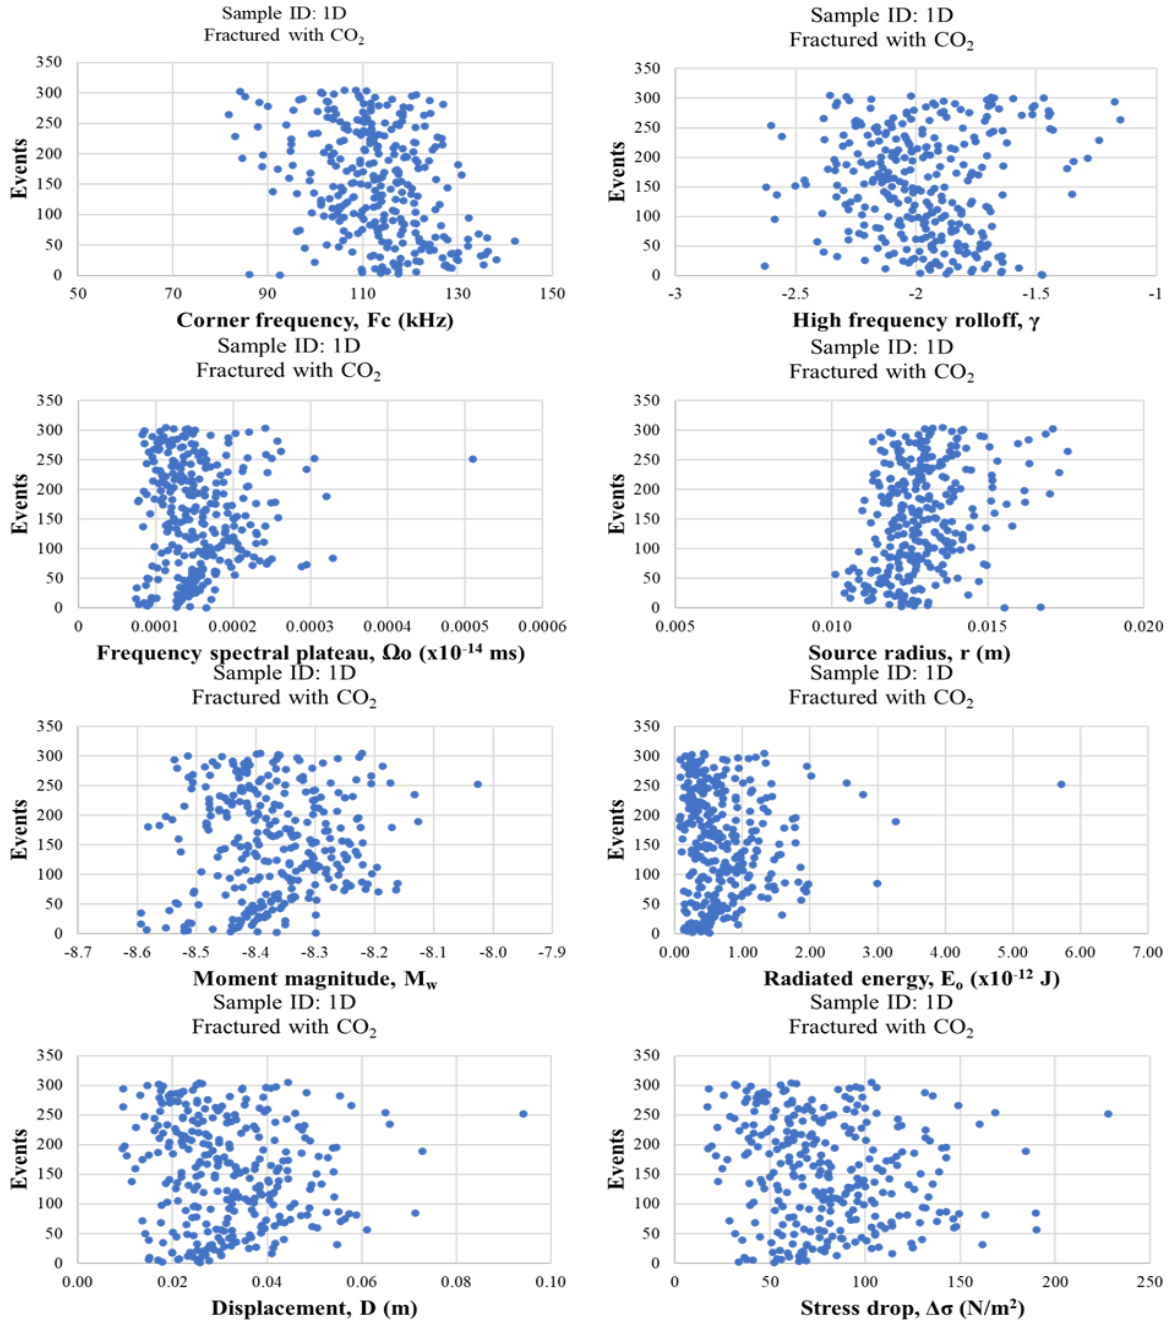 Sample ID: 1D
Fractured with CO₂
Events
350
300
250
200
150
100
50
0
50 70 90 110 130 150
Corner frequency, Fc (kHz)
Sample ID: 1D
Fractured with CO₂
Events
350
300
250
200
150
100
50
0
-3 -2.5 -2 -1.5 -1
High frequency rolloff, γ
Sample ID: 1D
Fractured with CO₂
Events
350
300
250
200
150
100
50
0
0 0.0001 0.0002 0.0003 0.0004 0.0005 0.0006
Frequency spectral plateau, Ωo (x10⁻¹⁴ ms)
Sample ID: 1D
Fractured with CO₂
Events
350
300
250
200
150
100
50
0
0.005 0.010 0.015 0.020
Source radius, r (m)
Sample ID: 1D
Fractured with CO₂
Events
350
300
250
200
150
100
50
0
-8.7 -8.6 -8.5 -8.4 -8.3 -8.2 -8.1 -8.0 -7.9
Moment magnitude, M_w
Sample ID: 1D
Fractured with CO₂
Events
350
300
250
200
150
100
50
0
0.00 1.00 2.00 3.00 4.00 5.00 6.00 7.00
Radiated energy, Eₒ (x10⁻¹² J)
Sample ID: 1D
Fractured with CO₂
Events
350
300
250
200
150
100
50
0
0.00 0.02 0.04 0.06 0.08 0.10
Displacement, D (m)
Sample ID: 1D
Fractured with CO₂
Events
350
300
250
200
150
100
50
0
0 50 100 150 200 250
Stress drop, Δσ (N/m²)